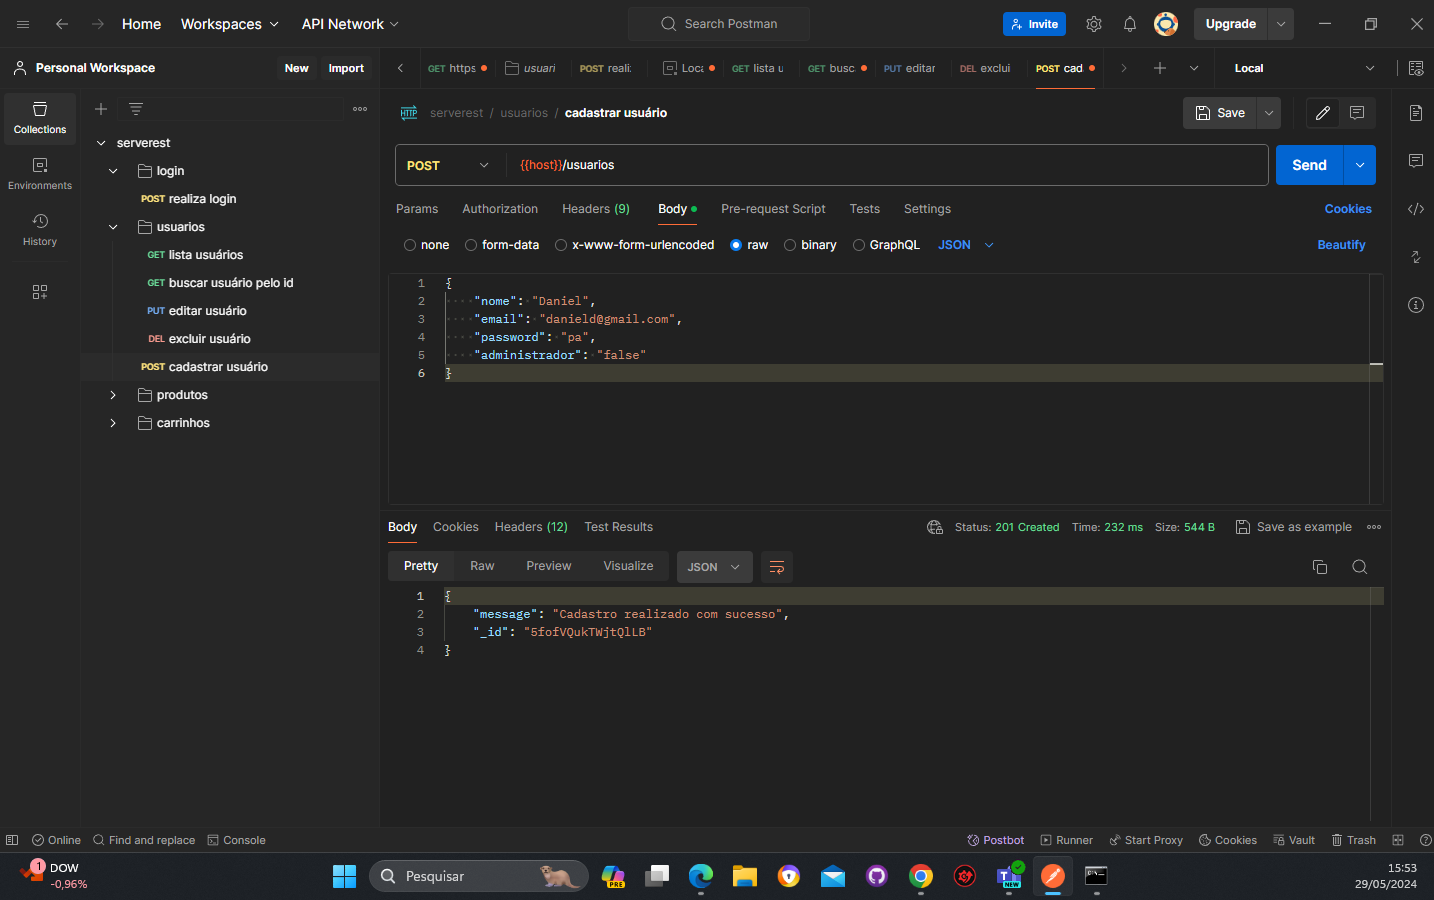 Home Workspaces API Network Search Postman Invite Upgrade
Personal Workspace New Import GET https usuari POST reali: Loca GET lista u GET busc PUT editar DEL exclui POST cad Local
Collections
Environments
History
serverest
login
POST realiza login
usuarios
GET lista usuários
GET buscar usuário pelo id
PUT editar usuário
DEL excluir usuário
POST cadastrar usuário
produtos
carrinhos
HTTP serverest / usuarios / cadastrar usuário Save
POST {{host}}/usuarios Send
Params Authorization Headers (9) Body Pre-request Script Tests Settings Cookies
none form-data x-www-form-urlencoded raw binary GraphQL JSON Beautify
1 {
2 "nome": "Daniel",
3 "email": "danield@gmail.com",
4 "password": "pa",
5 "administrador": "false"
6 }
Body Cookies Headers (12) Test Results Status: 201 Created Time: 232 ms Size: 544 B Save as example
Pretty Raw Preview Visualize JSON
1 {
2 "message": "Cadastro realizado com sucesso",
3 "_id": "5fofVQukTWjtQlLB"
4 }
Online Find and replace Console Postbot Runner Start Proxy Cookies Vault Trash
1 DOW
-0,96%
Pesquisar
PRE
NEW
15:53
29/05/2024